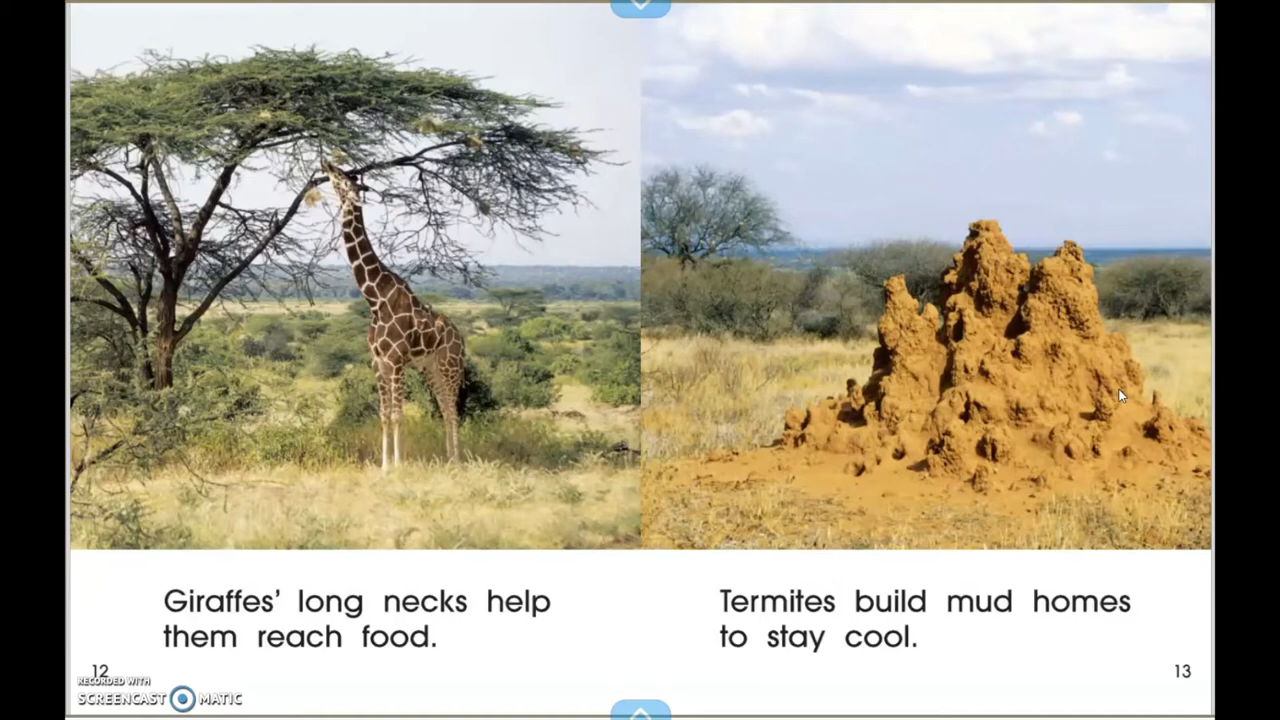 Giraffes’ long necks help
them reach food.
12
Termites build mud homes
to stay cool.
13
RECORDED WITH
SCREENCAST MATIC